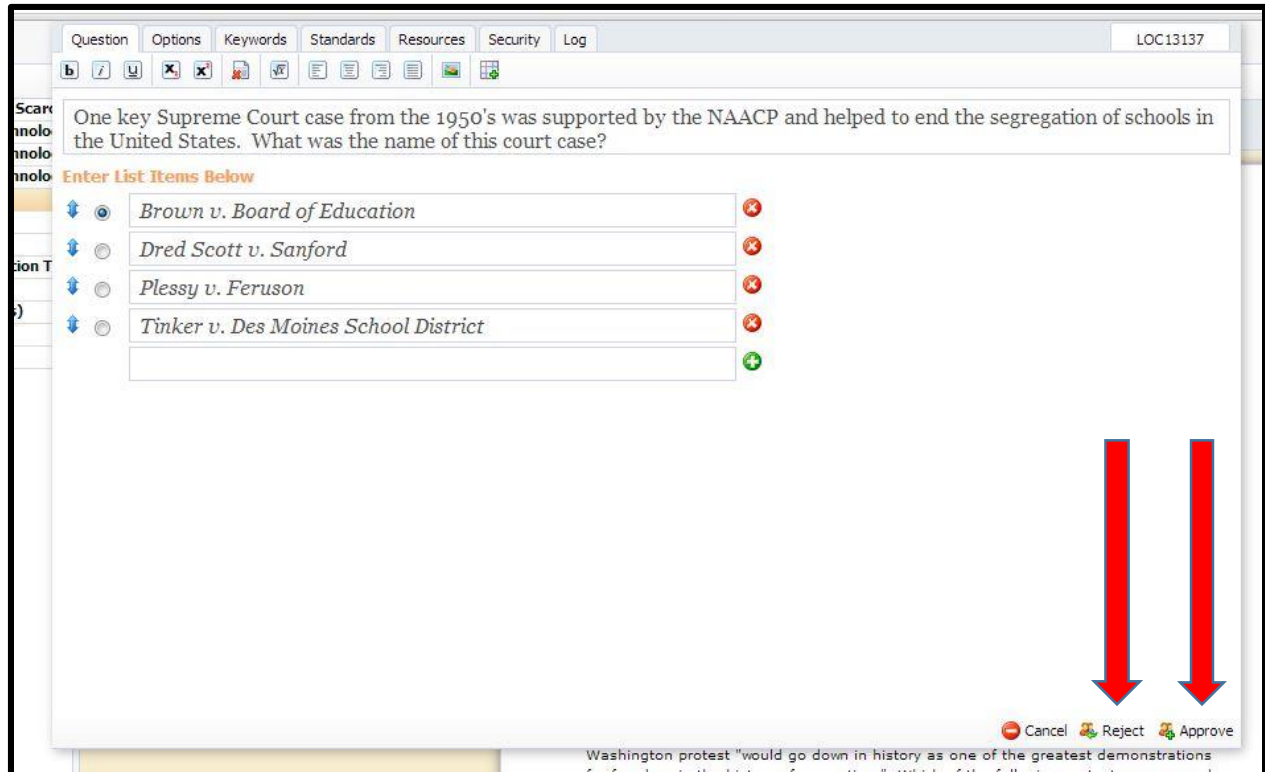 Question Options Keywords Standards Resources Security Log LOC13137
b i U X, x² √x
One key Supreme Court case from the 1950's was supported by the NAACP and helped to end the segregation of schools in
the United States. What was the name of this court case?
Enter List Items Below
Brown v. Board of Education
Dred Scott v. Sanford
Plessy v. Feruson
Tinker v. Des Moines School District
Cancel Reject Approve
Washington protest "would go down in history as one of the greatest demonstrations